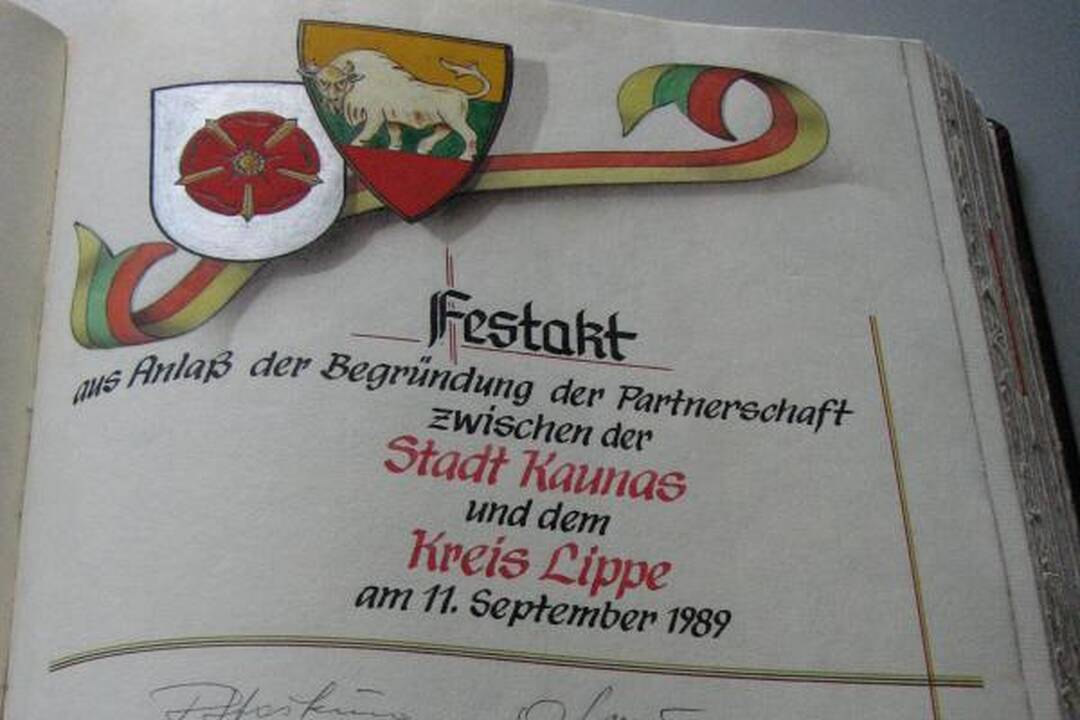 Festakt
aus Anlaß der Begründung der Partnerschaft
zwischen der
Stadt Kaunas
und dem
Kreis Lippe
am 11. September 1989